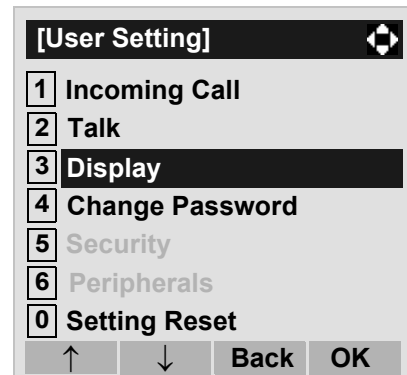 [User Setting]
1 Incoming Call
2 Talk
3 Display
4 Change Password
5 Security
6 Peripherals
0 Setting Reset
↑ ↓ Back OK